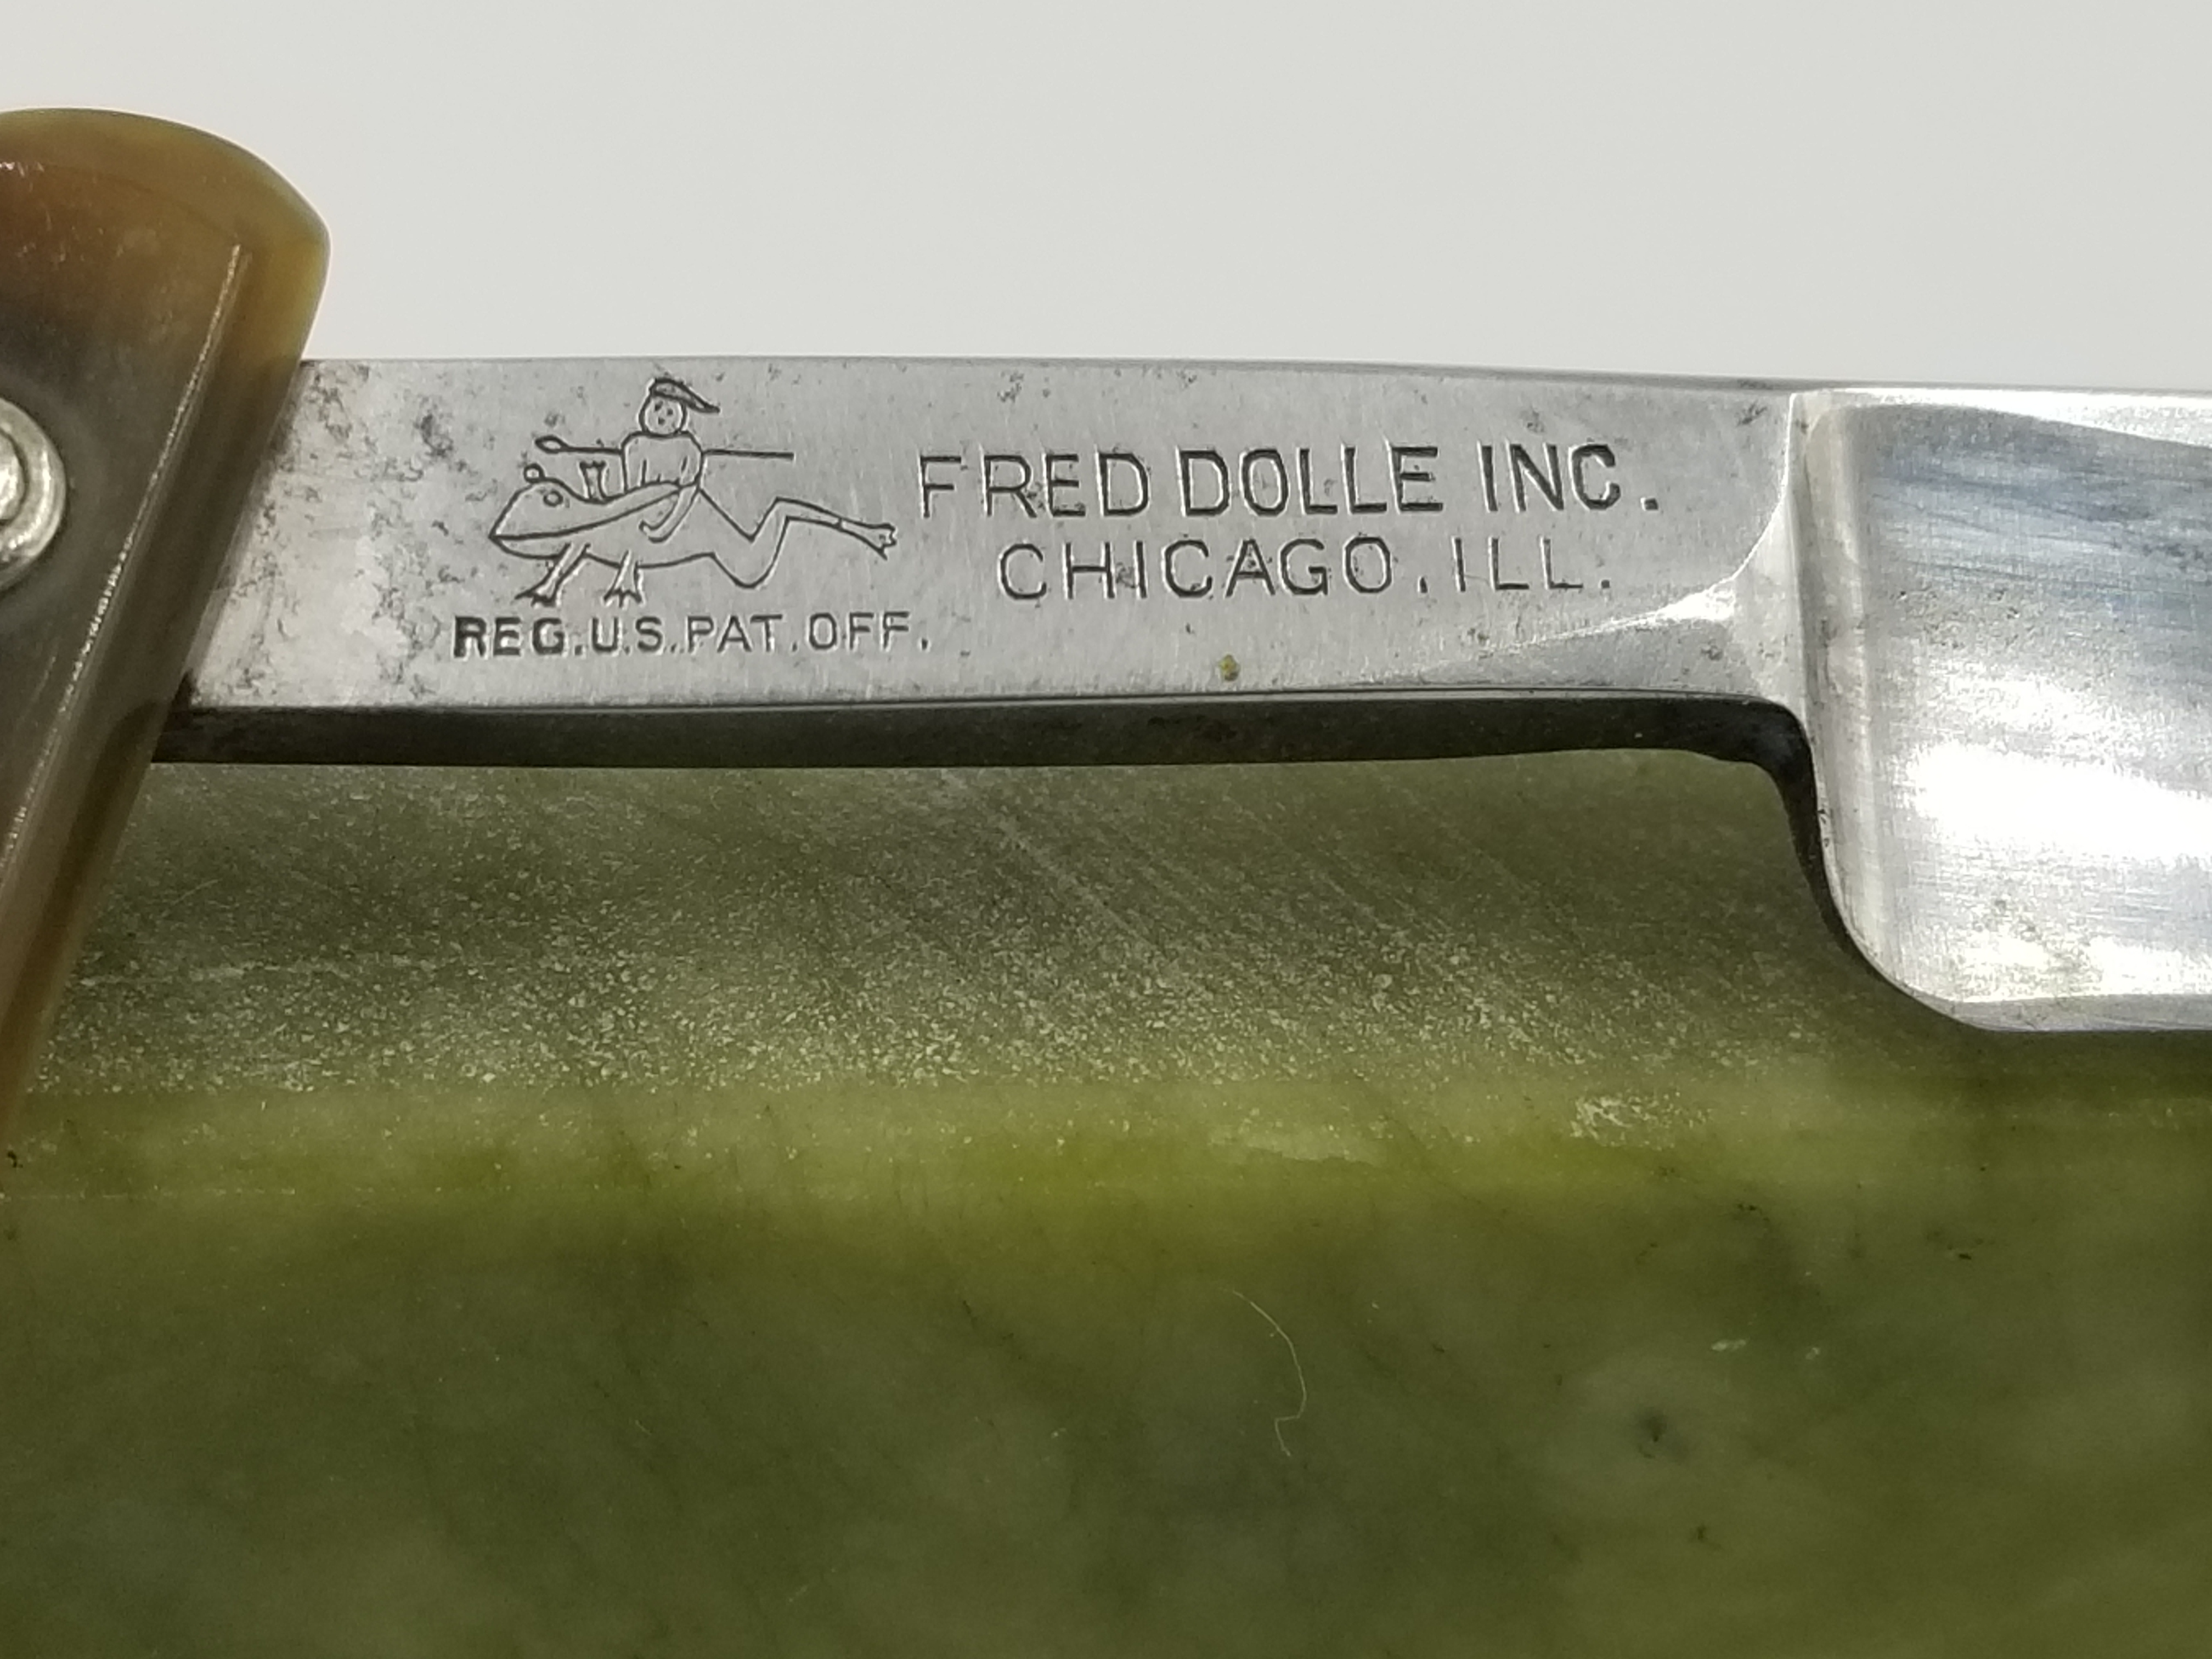 FRED DOLLE INC.
CHICAGO. ILL.
REG.U.S.PAT.OFF.